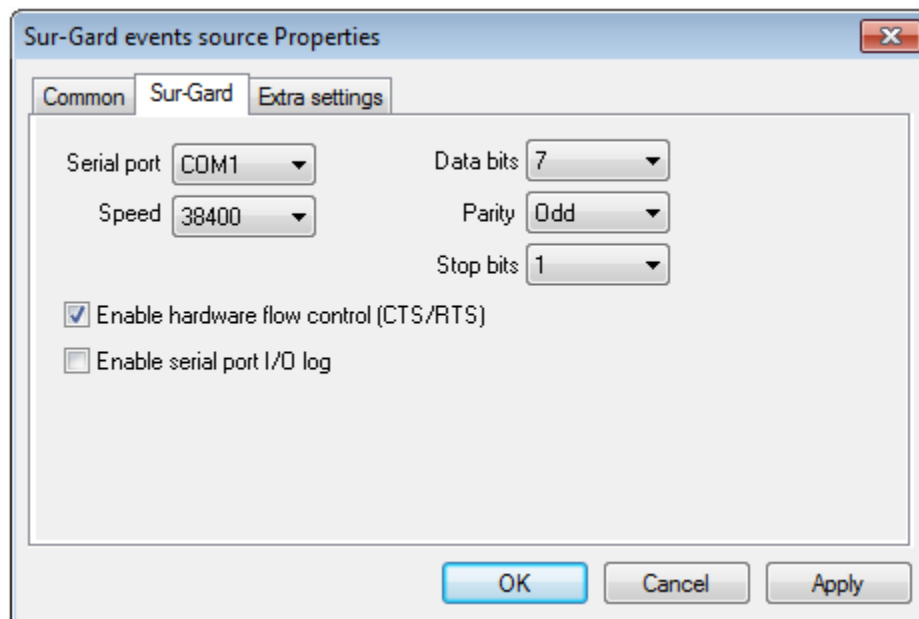 Sur-Gard events source Properties
Common Sur-Gard Extra settings
Serial port COM1 Data bits 7
Speed 38400 Parity Odd
Stop bits 1
Enable hardware flow control (CTS/RTS)
Enable serial port I/O log
OK Cancel Apply